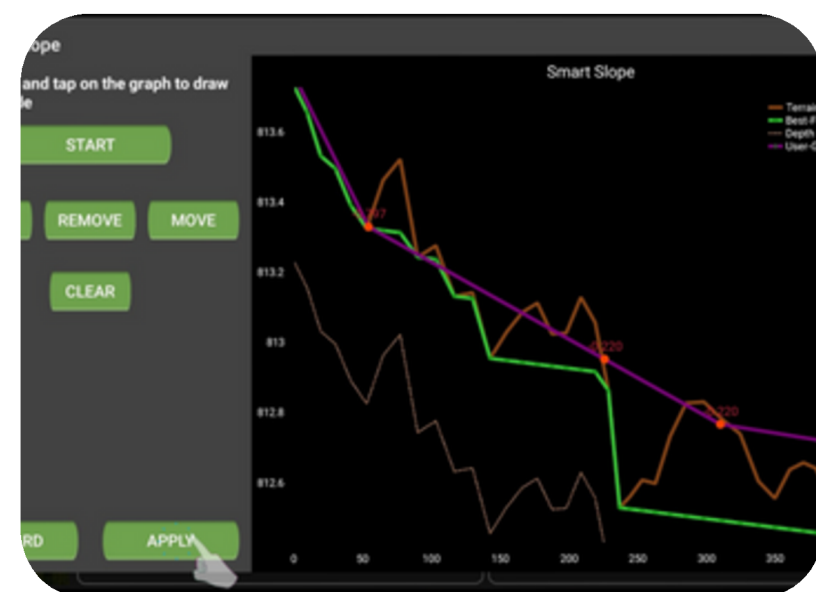 ope
and tap on the graph to draw
le
START
REMOVE
MOVE
CLEAR
RD
APPLY
Smart Slope
Terrain
Best-F
Depth
User-
813.6
813.4
813.2
813
812.8
812.6
0
50
100
150
200
250
300
350
.220
.220